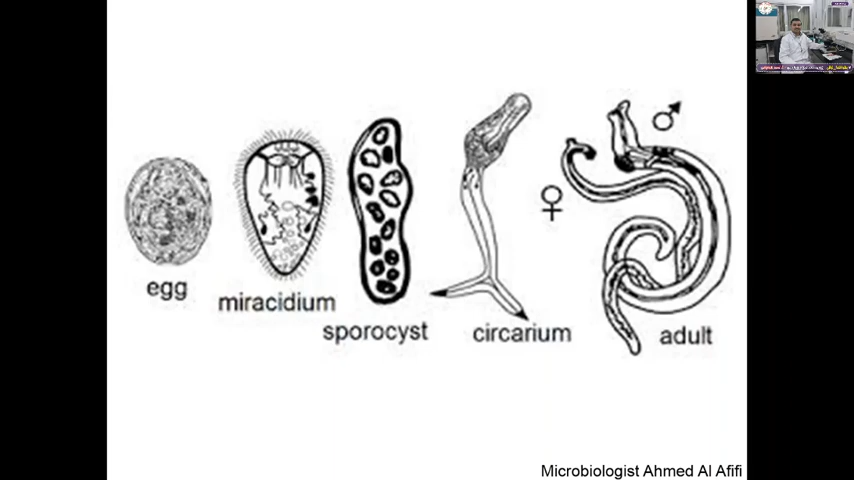 egg
miracidium
sporocyst
circarium
adult
♀
♂
Microbiologist Ahmed Al Afifi